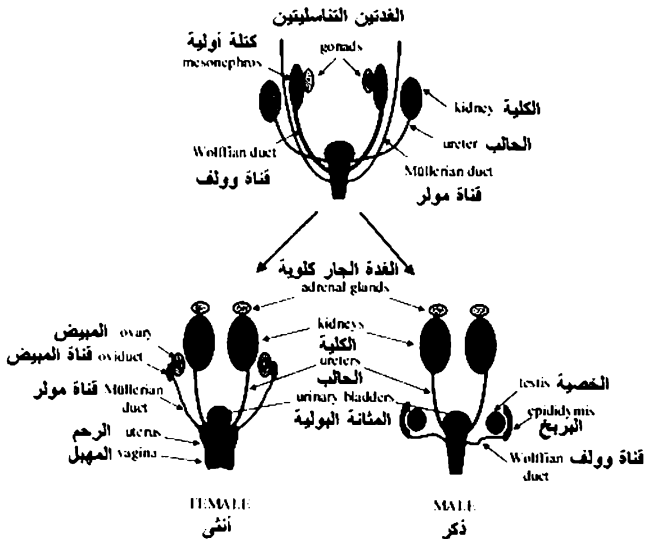 الغدتين التناسليتين
كتلة أولية
gonads
mesonephros
kidney الكلية
ureter الحالب
Wolffian duct
Müllerian duct
قناة وولف
قناة مولر
الغدة الجار كلوية
adrenal glands
المبيض ovary
kidneys
الكلية
قناة المبيض oviduct
ureters
الحالب
testis الخصية
قناة مولر Müllerian
duct
urinary bladders
المثانة البولية
epididymis
البربخ
الرحم uterus
المهبل vagina
Wolffian قناة وولف
duct
FEMALE
أنثى
MALE
ذكر